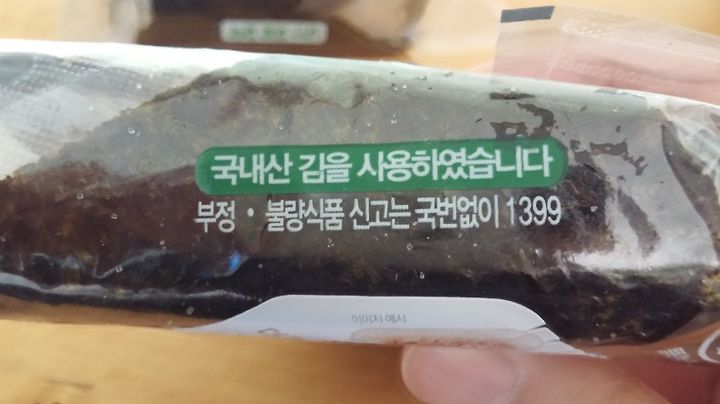 국내산 김을 사용하였습니다
부정 · 불량식품 신고는 국번없이 1399
이미지 예시